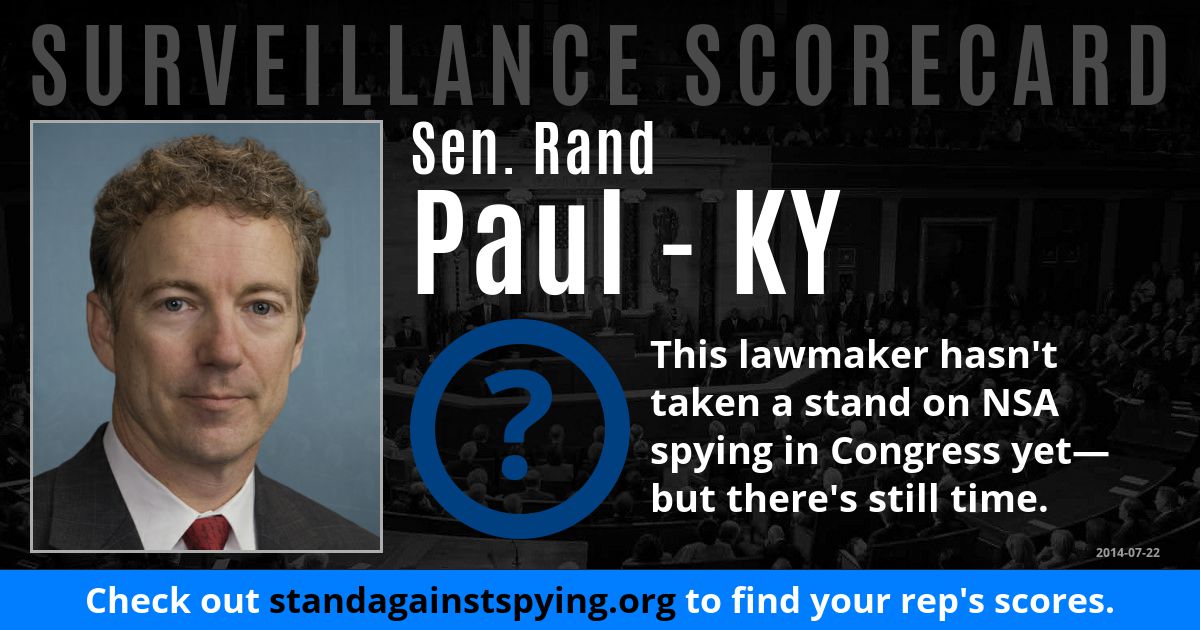 SURVEILLANCE SCORECARD
Sen. Rand
Paul - KY
?
This lawmaker hasn't
taken a stand on NSA
spying in Congress yet—
but there's still time.
2014-07-22
Check out standagainstspying.org to find your rep's scores.